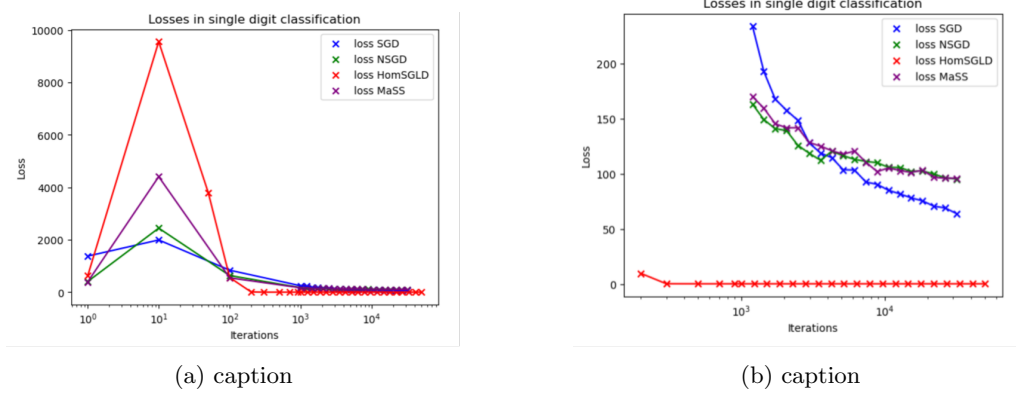 Losses in single digit classification
10000
8000
6000
4000
2000
0
Loss
loss SGD
loss NSGD
loss HomSGLD
loss MaSS
10⁰
10¹
10²
10³
10⁴
Iterations
(a) caption
Losses in single digit classification
200
150
100
50
0
Loss
loss SGD
loss NSGD
loss HomSGLD
loss MaSS
10³
10⁴
Iterations
(b) caption